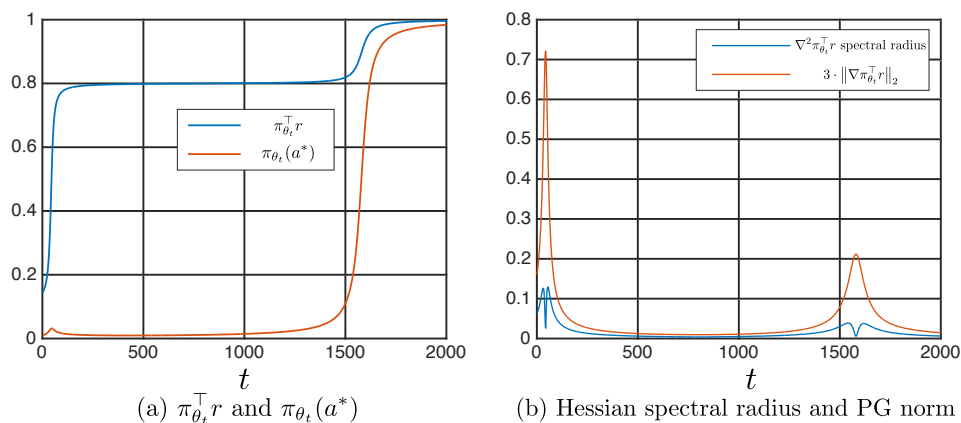 1
0.8
0.6
0.4
0.2
0
0 500 1000 1500 2000
t
π_{θ_t}^⊤ r
π_{θ_t}(a*)
(a) π_{θ_t}^⊤ r and π_{θ_t}(a*)
0.8
0.7
0.6
0.5
0.4
0.3
0.2
0.1
0
0 500 1000 1500 2000
t
∇²π_{θ_t}^⊤ r spectral radius
3 · ‖∇π_{θ_t}^⊤ r‖₂
(b) Hessian spectral radius and PG norm